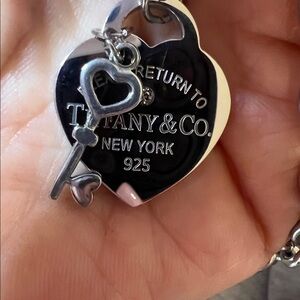 RETURN TO
®
TIFFANY & CO.
NEW YORK
925